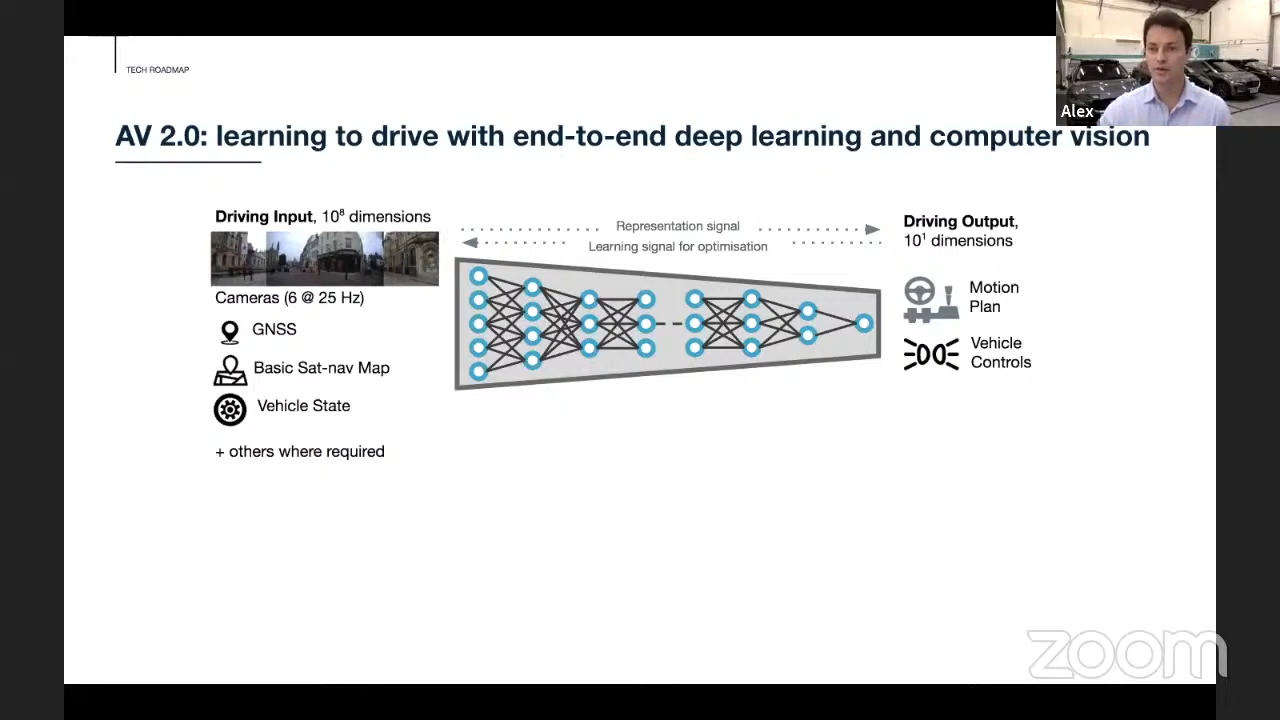 TECH ROADMAP
Alex
AV 2.0: learning to drive with end-to-end deep learning and computer vision
Driving Input, 10⁸ dimensions
Cameras (6 @ 25 Hz)
GNSS
Basic Sat-nav Map
Vehicle State
+ others where required
Representation signal
Learning signal for optimisation
Driving Output,
10¹ dimensions
Motion
Plan
Vehicle
Controls
zoom